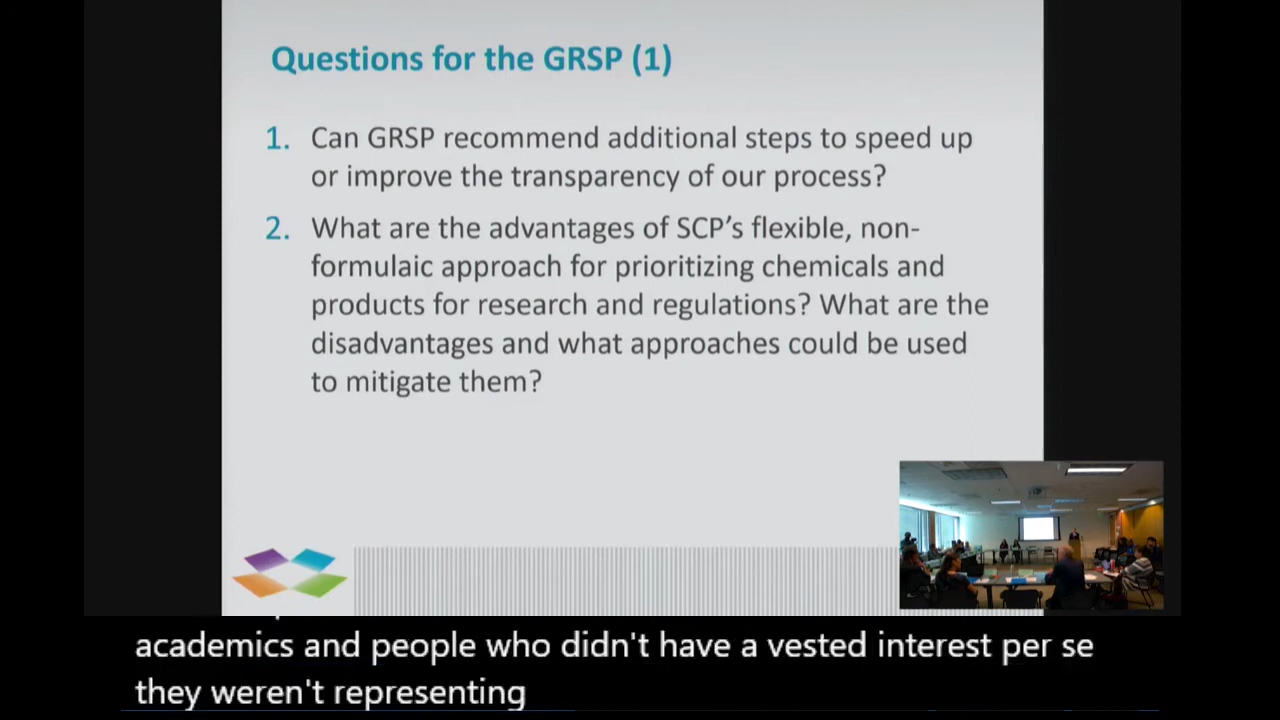 Questions for the GRSP (1)
1. Can GRSP recommend additional steps to speed up
or improve the transparency of our process?
2. What are the advantages of SCP’s flexible, non-
formulaic approach for prioritizing chemicals and
products for research and regulations? What are the
disadvantages and what approaches could be used
to mitigate them?
academics and people who didn't have a vested interest per se
they weren't representing